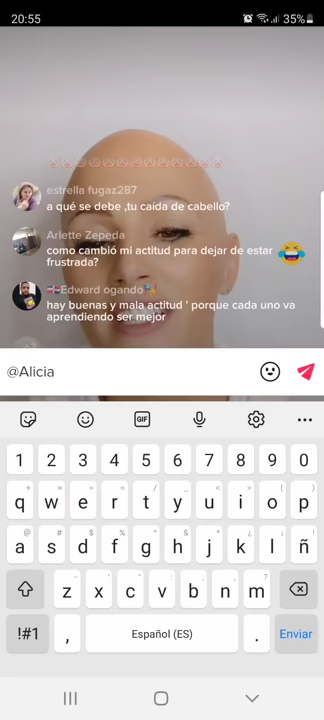 20:55
35%
estrella fugaz287
a qué se debe ,tu caída de cabello?
Arlette Zepeda
como cambió mi actitud para dejar de estar
frustrada?
Edward ogando
hay buenas y mala actitud ' porque cada uno va
aprendiendo ser mejor
@Alicia
GIF
1 2 3 4 5 6 7 8 9 0
+ × ÷ = / _ < > ( )
q w e r t y u i o p
@ # $ % ^ & * € ₤ !
a s d f g h j k l ñ
- ' " : ; , ?
z x c v b n m
!#1 , Español (ES) . Enviar